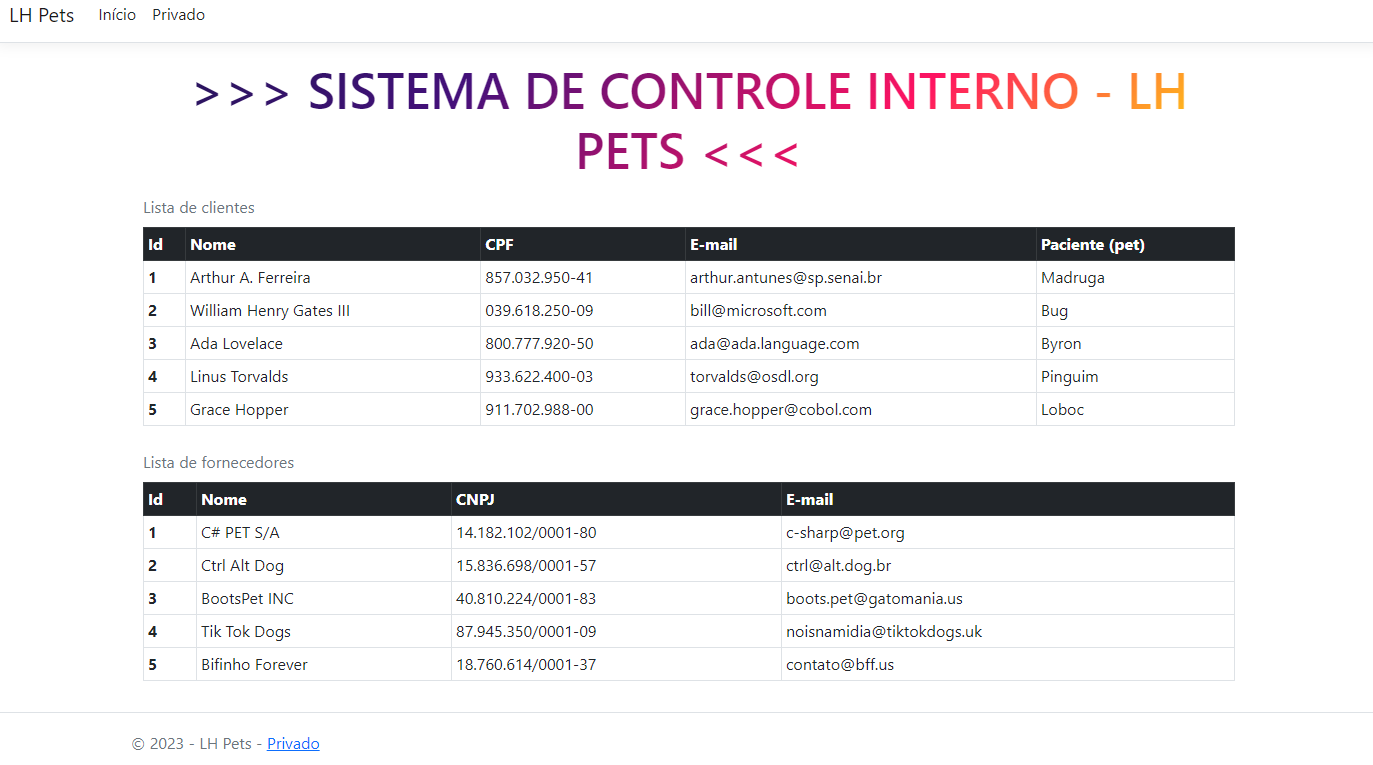 LH Pets Início Privado
>>> SISTEMA DE CONTROLE INTERNO - LH
PETS <<<
Lista de clientes
Id Nome CPF E-mail Paciente (pet)
1 Arthur A. Ferreira 857.032.950-41 arthur.antunes@sp.senai.br Madruga
2 William Henry Gates III 039.618.250-09 bill@microsoft.com Bug
3 Ada Lovelace 800.777.920-50 ada@ada.language.com Byron
4 Linus Torvalds 933.622.400-03 torvalds@osdl.org Pinguim
5 Grace Hopper 911.702.988-00 grace.hopper@cobol.com Loboc
Lista de fornecedores
Id Nome CNPJ E-mail
1 C# PET S/A 14.182.102/0001-80 c-sharp@pet.org
2 Ctrl Alt Dog 15.836.698/0001-57 ctrl@alt.dog.br
3 BootsPet INC 40.810.224/0001-83 boots.pet@gatomania.us
4 Tik Tok Dogs 87.945.350/0001-09 noisnamidia@tiktokdogs.uk
5 Bifinho Forever 18.760.614/0001-37 contato@bff.us
© 2023 - LH Pets - Privado